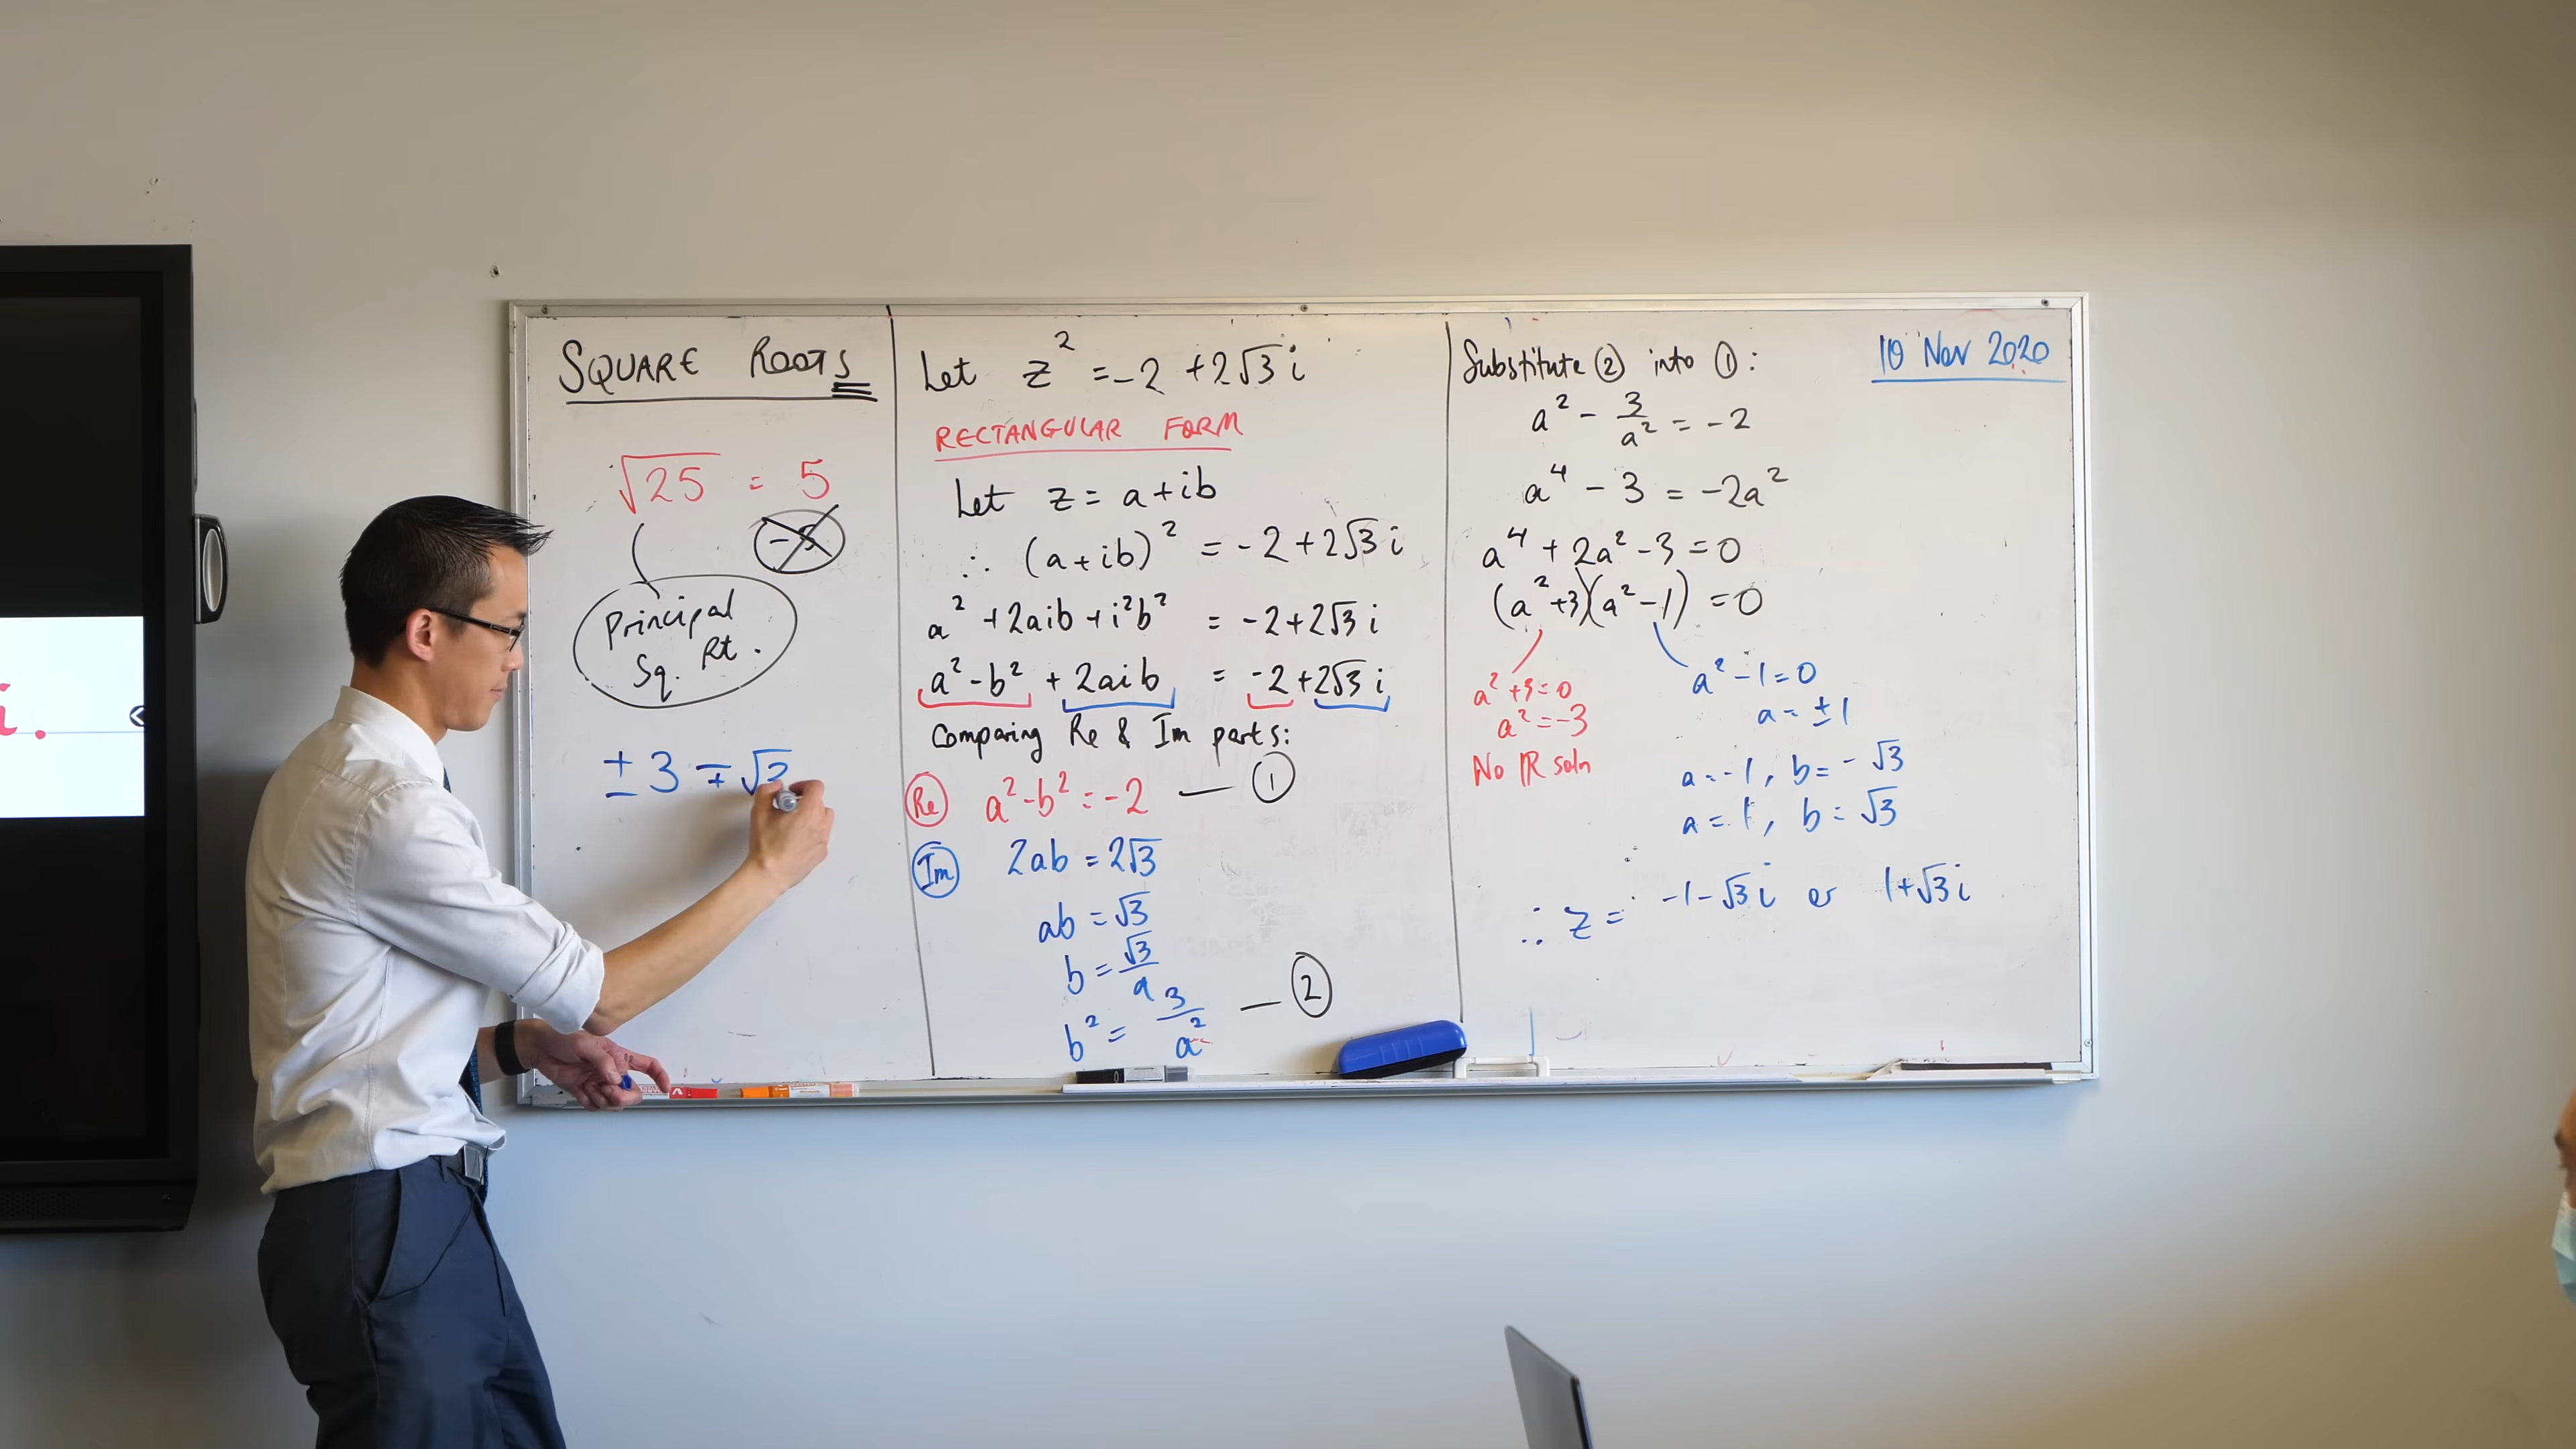 SQUARE ROOTS
√25 = 5
-5
Principal
Sq. Rt.
± 3 ∓ √2
Let z² = -2 + 2√3 i
RECTANGULAR FORM
Let z = a + ib
∴ (a + ib)² = -2 + 2√3 i
a² + 2aib + i²b² = -2 + 2√3 i
a² - b² + 2aib = -2 + 2√3 i
Comparing Re & Im parts:
Re a² - b² = -2 — ①
Im 2ab = 2√3
ab = √3
b = √3/a
b² = 3/a² — ②
Substitute ② into ①:
10 Nov 2020
a² - 3/a² = -2
a⁴ - 3 = -2a²
a⁴ + 2a² - 3 = 0
(a² + 3)(a² - 1) = 0
a² + 3 = 0
a² = -3
No ℝ soln
a² - 1 = 0
a = ± 1
a = -1, b = -√3
a = 1, b = √3
∴ z = -1 - √3 i or 1 + √3 i
i.